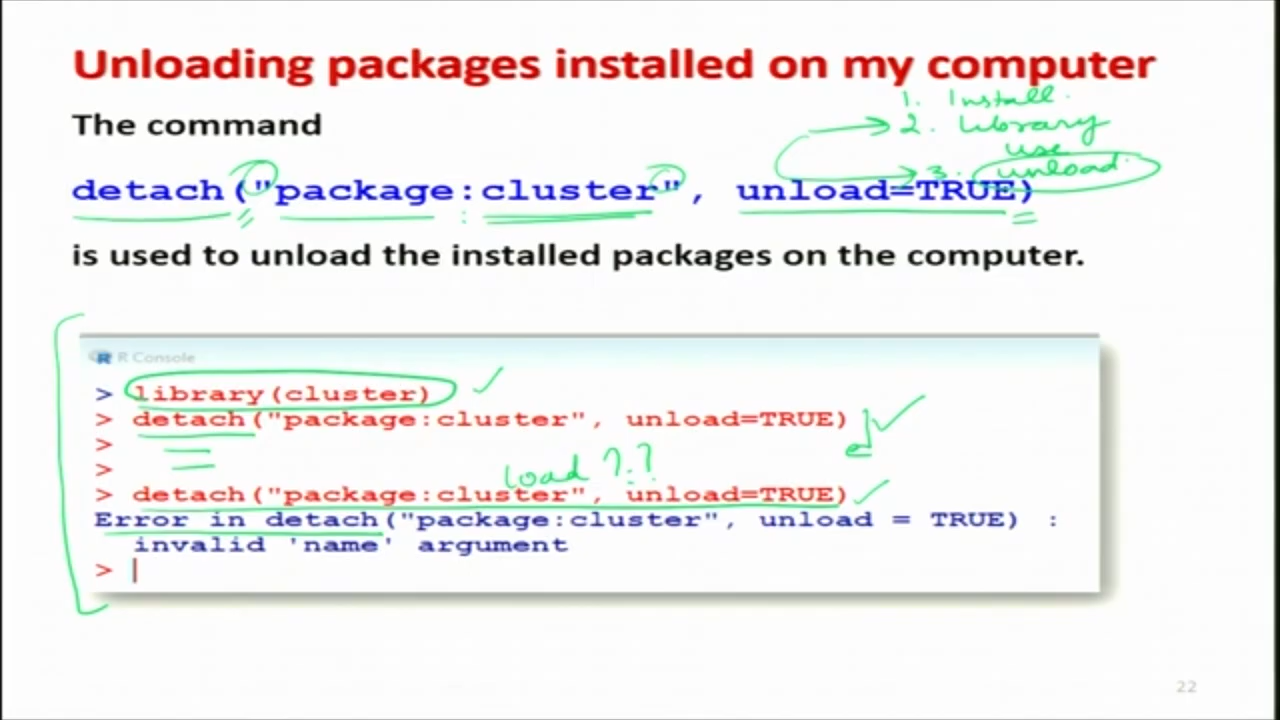 Unloading packages installed on my computer
1. Install.
The command
2. Library
use
3. unload.
detach("package:cluster", unload=TRUE)
is used to unload the installed packages on the computer.
R R Console
> library(cluster)
> detach("package:cluster", unload=TRUE)
>
load ??
>
> detach("package:cluster", unload=TRUE)
Error in detach("package:cluster", unload = TRUE) :
invalid 'name' argument
>
22